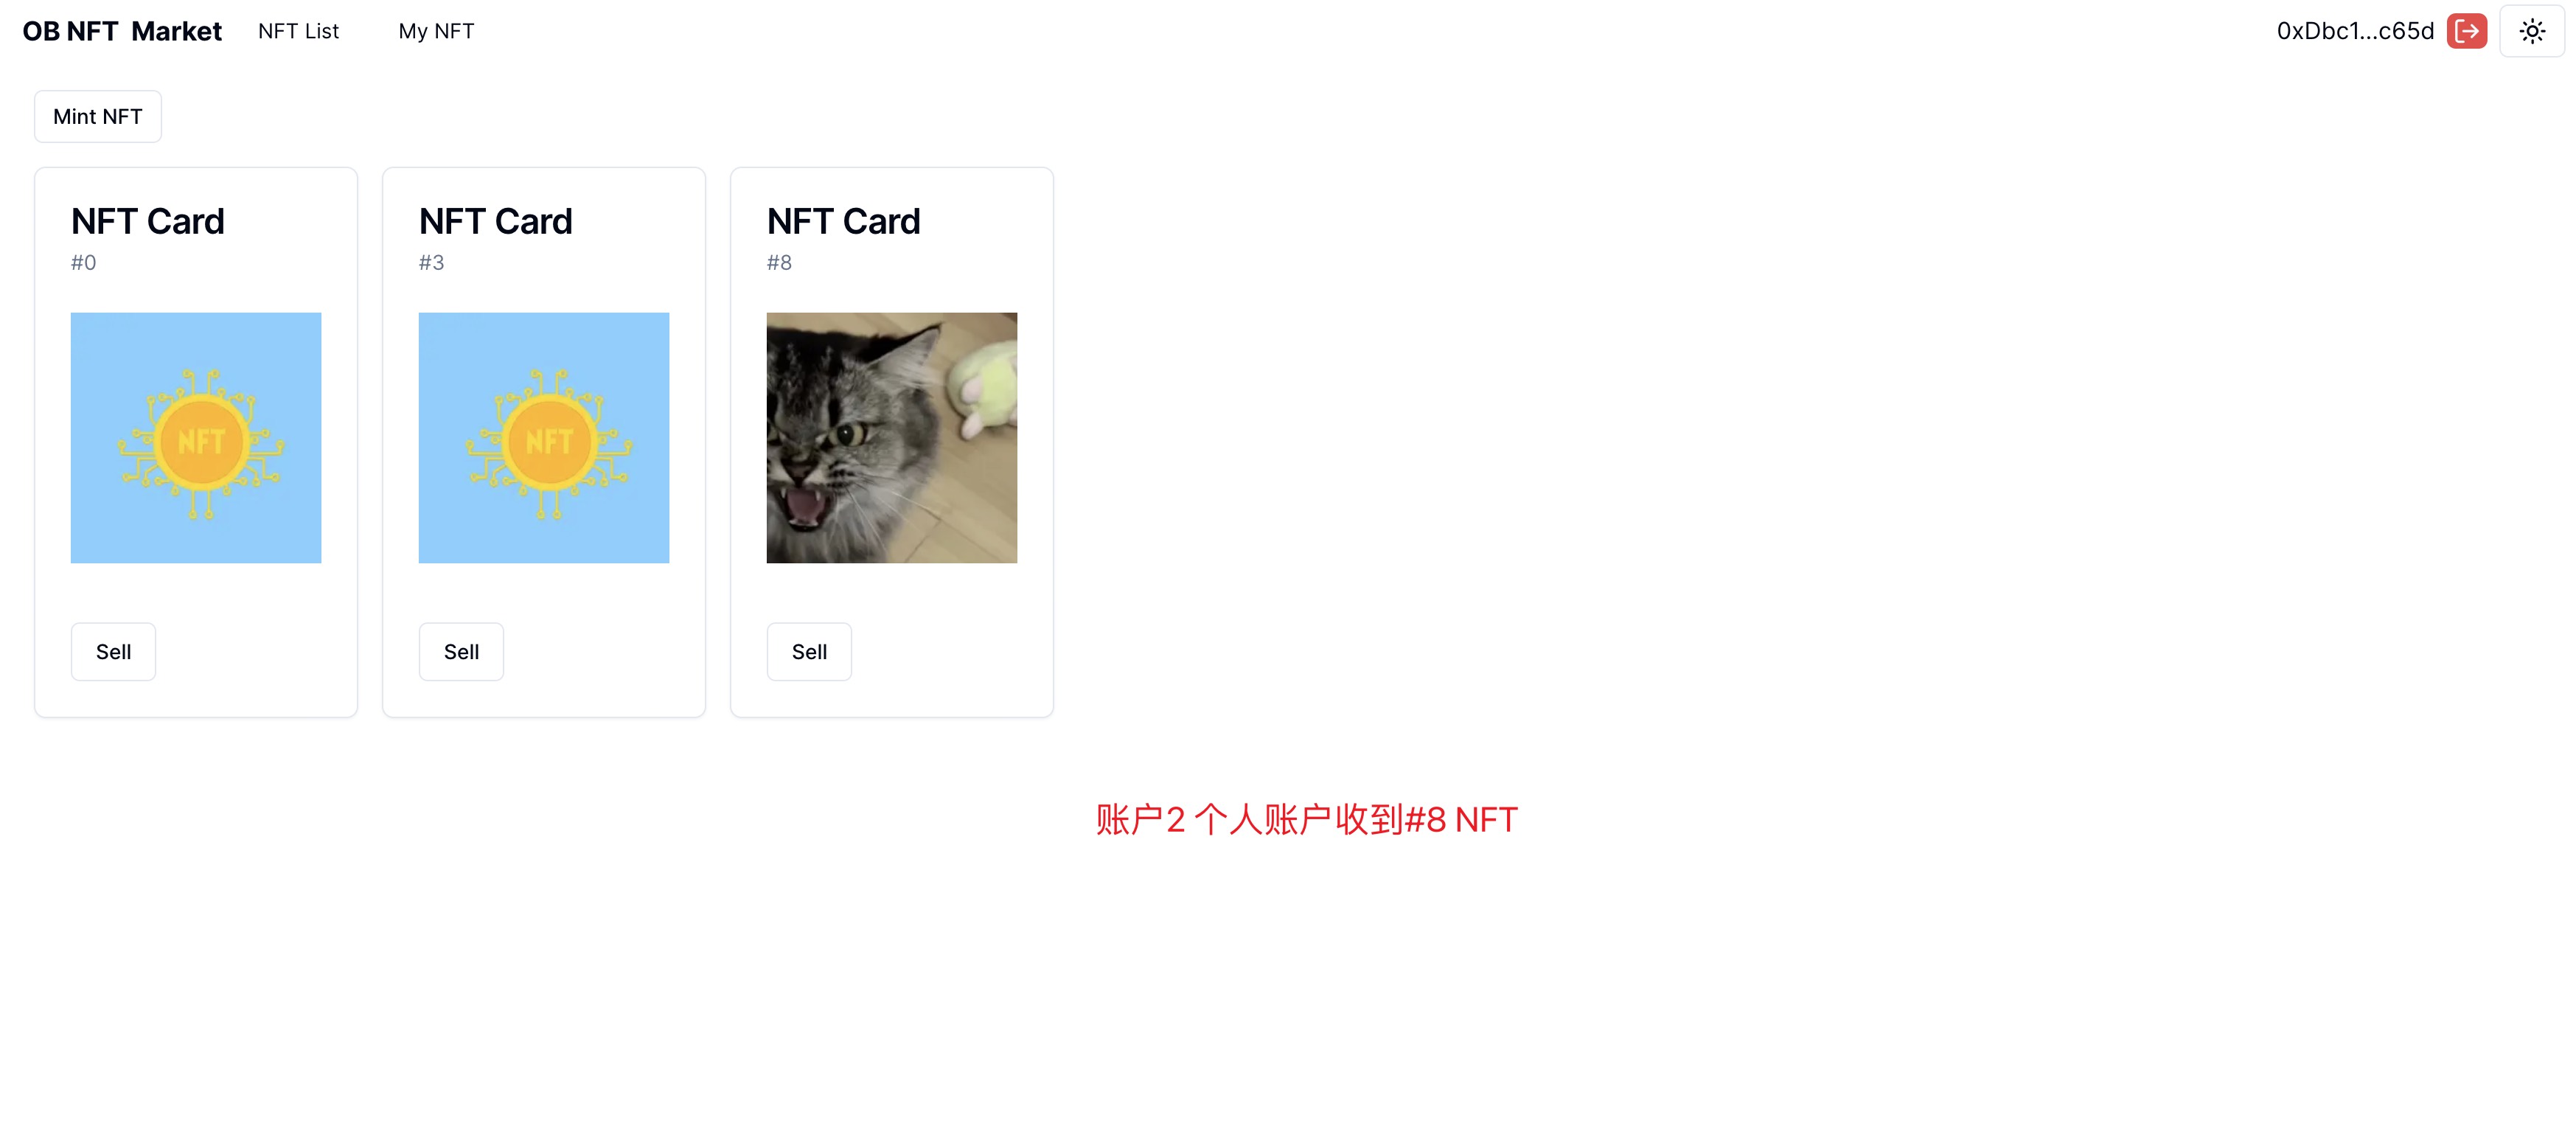 OB NFT Market NFT List My NFT 0xDbc1...c65d
Mint NFT
NFT Card
#0
NFT
Sell
NFT Card
#3
NFT
Sell
NFT Card
#8
Sell
账户2 个人账户收到#8 NFT